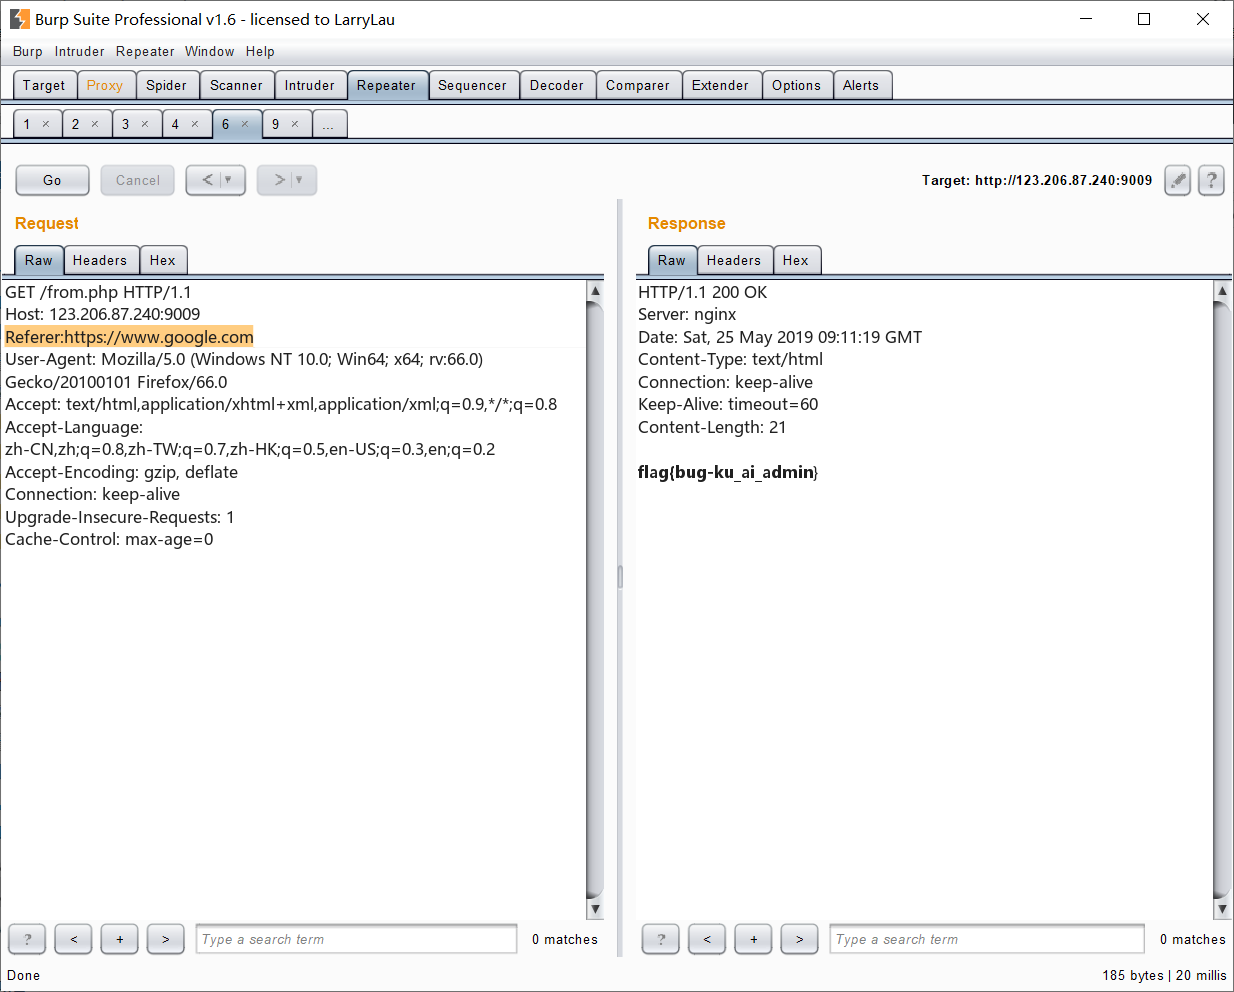 Burp Suite Professional v1.6 - licensed to LarryLau
Burp Intruder Repeater Window Help
Target Proxy Spider Scanner Intruder Repeater Sequencer Decoder Comparer Extender Options Alerts
1 × 2 × 3 × 4 × 6 × 9 × ...
Go Cancel < > Target: http://123.206.87.240:9009 ?
Request
Raw Headers Hex
GET /from.php HTTP/1.1
Host: 123.206.87.240:9009
Referer:https://www.google.com
User-Agent: Mozilla/5.0 (Windows NT 10.0; Win64; x64; rv:66.0)
Gecko/20100101 Firefox/66.0
Accept: text/html,application/xhtml+xml,application/xml;q=0.9,*/*;q=0.8
Accept-Language:
zh-CN,zh;q=0.8,zh-TW;q=0.7,zh-HK;q=0.5,en-US;q=0.3,en;q=0.2
Accept-Encoding: gzip, deflate
Connection: keep-alive
Upgrade-Insecure-Requests: 1
Cache-Control: max-age=0
? < + > Type a search term 0 matches
Response
Raw Headers Hex
HTTP/1.1 200 OK
Server: nginx
Date: Sat, 25 May 2019 09:11:19 GMT
Content-Type: text/html
Connection: keep-alive
Keep-Alive: timeout=60
Content-Length: 21
flag{bug-ku_ai_admin}
? < + > Type a search term 0 matches
Done 185 bytes | 20 millis